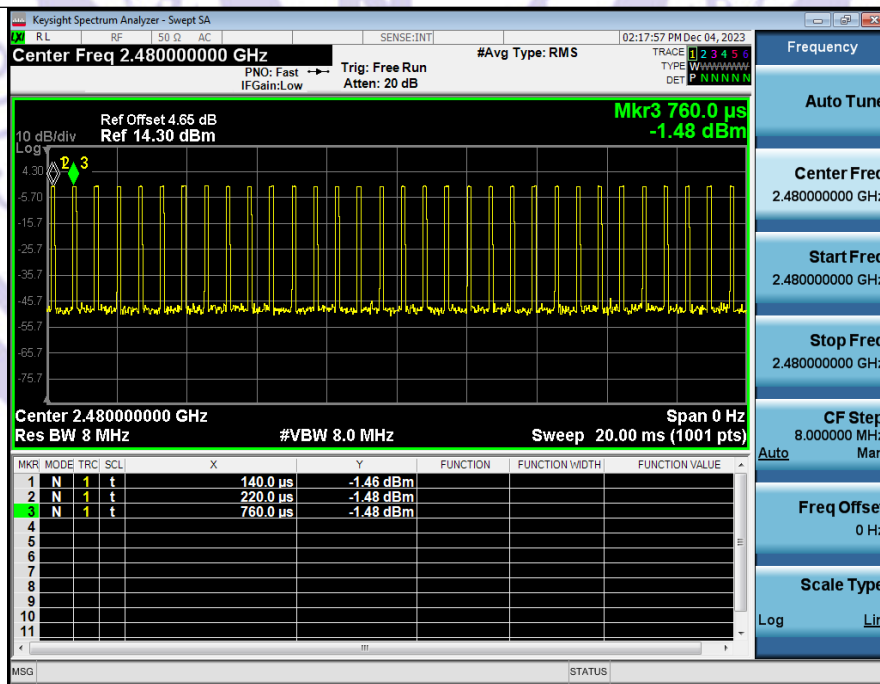 Keysight Spectrum Analyzer - Swept SA
LXI RL RF 50 Ω AC SENSE:INT 02:17:57 PM Dec 04, 2023
Center Freq 2.480000000 GHz #Avg Type: RMS TRACE 1 2 3 4 5 6
PNO: Fast Trig: Free Run TYPE WWWWWW
IFGain:Low Atten: 20 dB DET P N N N N N
Mkr3 760.0 µs
-1.48 dBm
Ref Offset 4.65 dB
10 dB/div Ref 14.30 dBm
Log
1 2 3
4.30
-5.70
-15.7
-25.7
-35.7
-45.7
-55.7
-65.7
-75.7
Center 2.480000000 GHz Span 0 Hz
Res BW 8 MHz #VBW 8.0 MHz Sweep 20.00 ms (1001 pts)
MKR MODE TRC SCL X Y FUNCTION FUNCTION WIDTH FUNCTION VALUE
1 N 1 t 140.0 µs -1.46 dBm
2 N 1 t 220.0 µs -1.48 dBm
3 N 1 t 760.0 µs -1.48 dBm
4
5
6
7
8
9
10
11
MSG STATUS
Frequency
Auto Tune
Center Freq
2.480000000 GHz
Start Freq
2.480000000 GHz
Stop Freq
2.480000000 GHz
CF Step
8.000000 MHz
Auto Man
Freq Offset
0 Hz
Scale Type
Log Lin